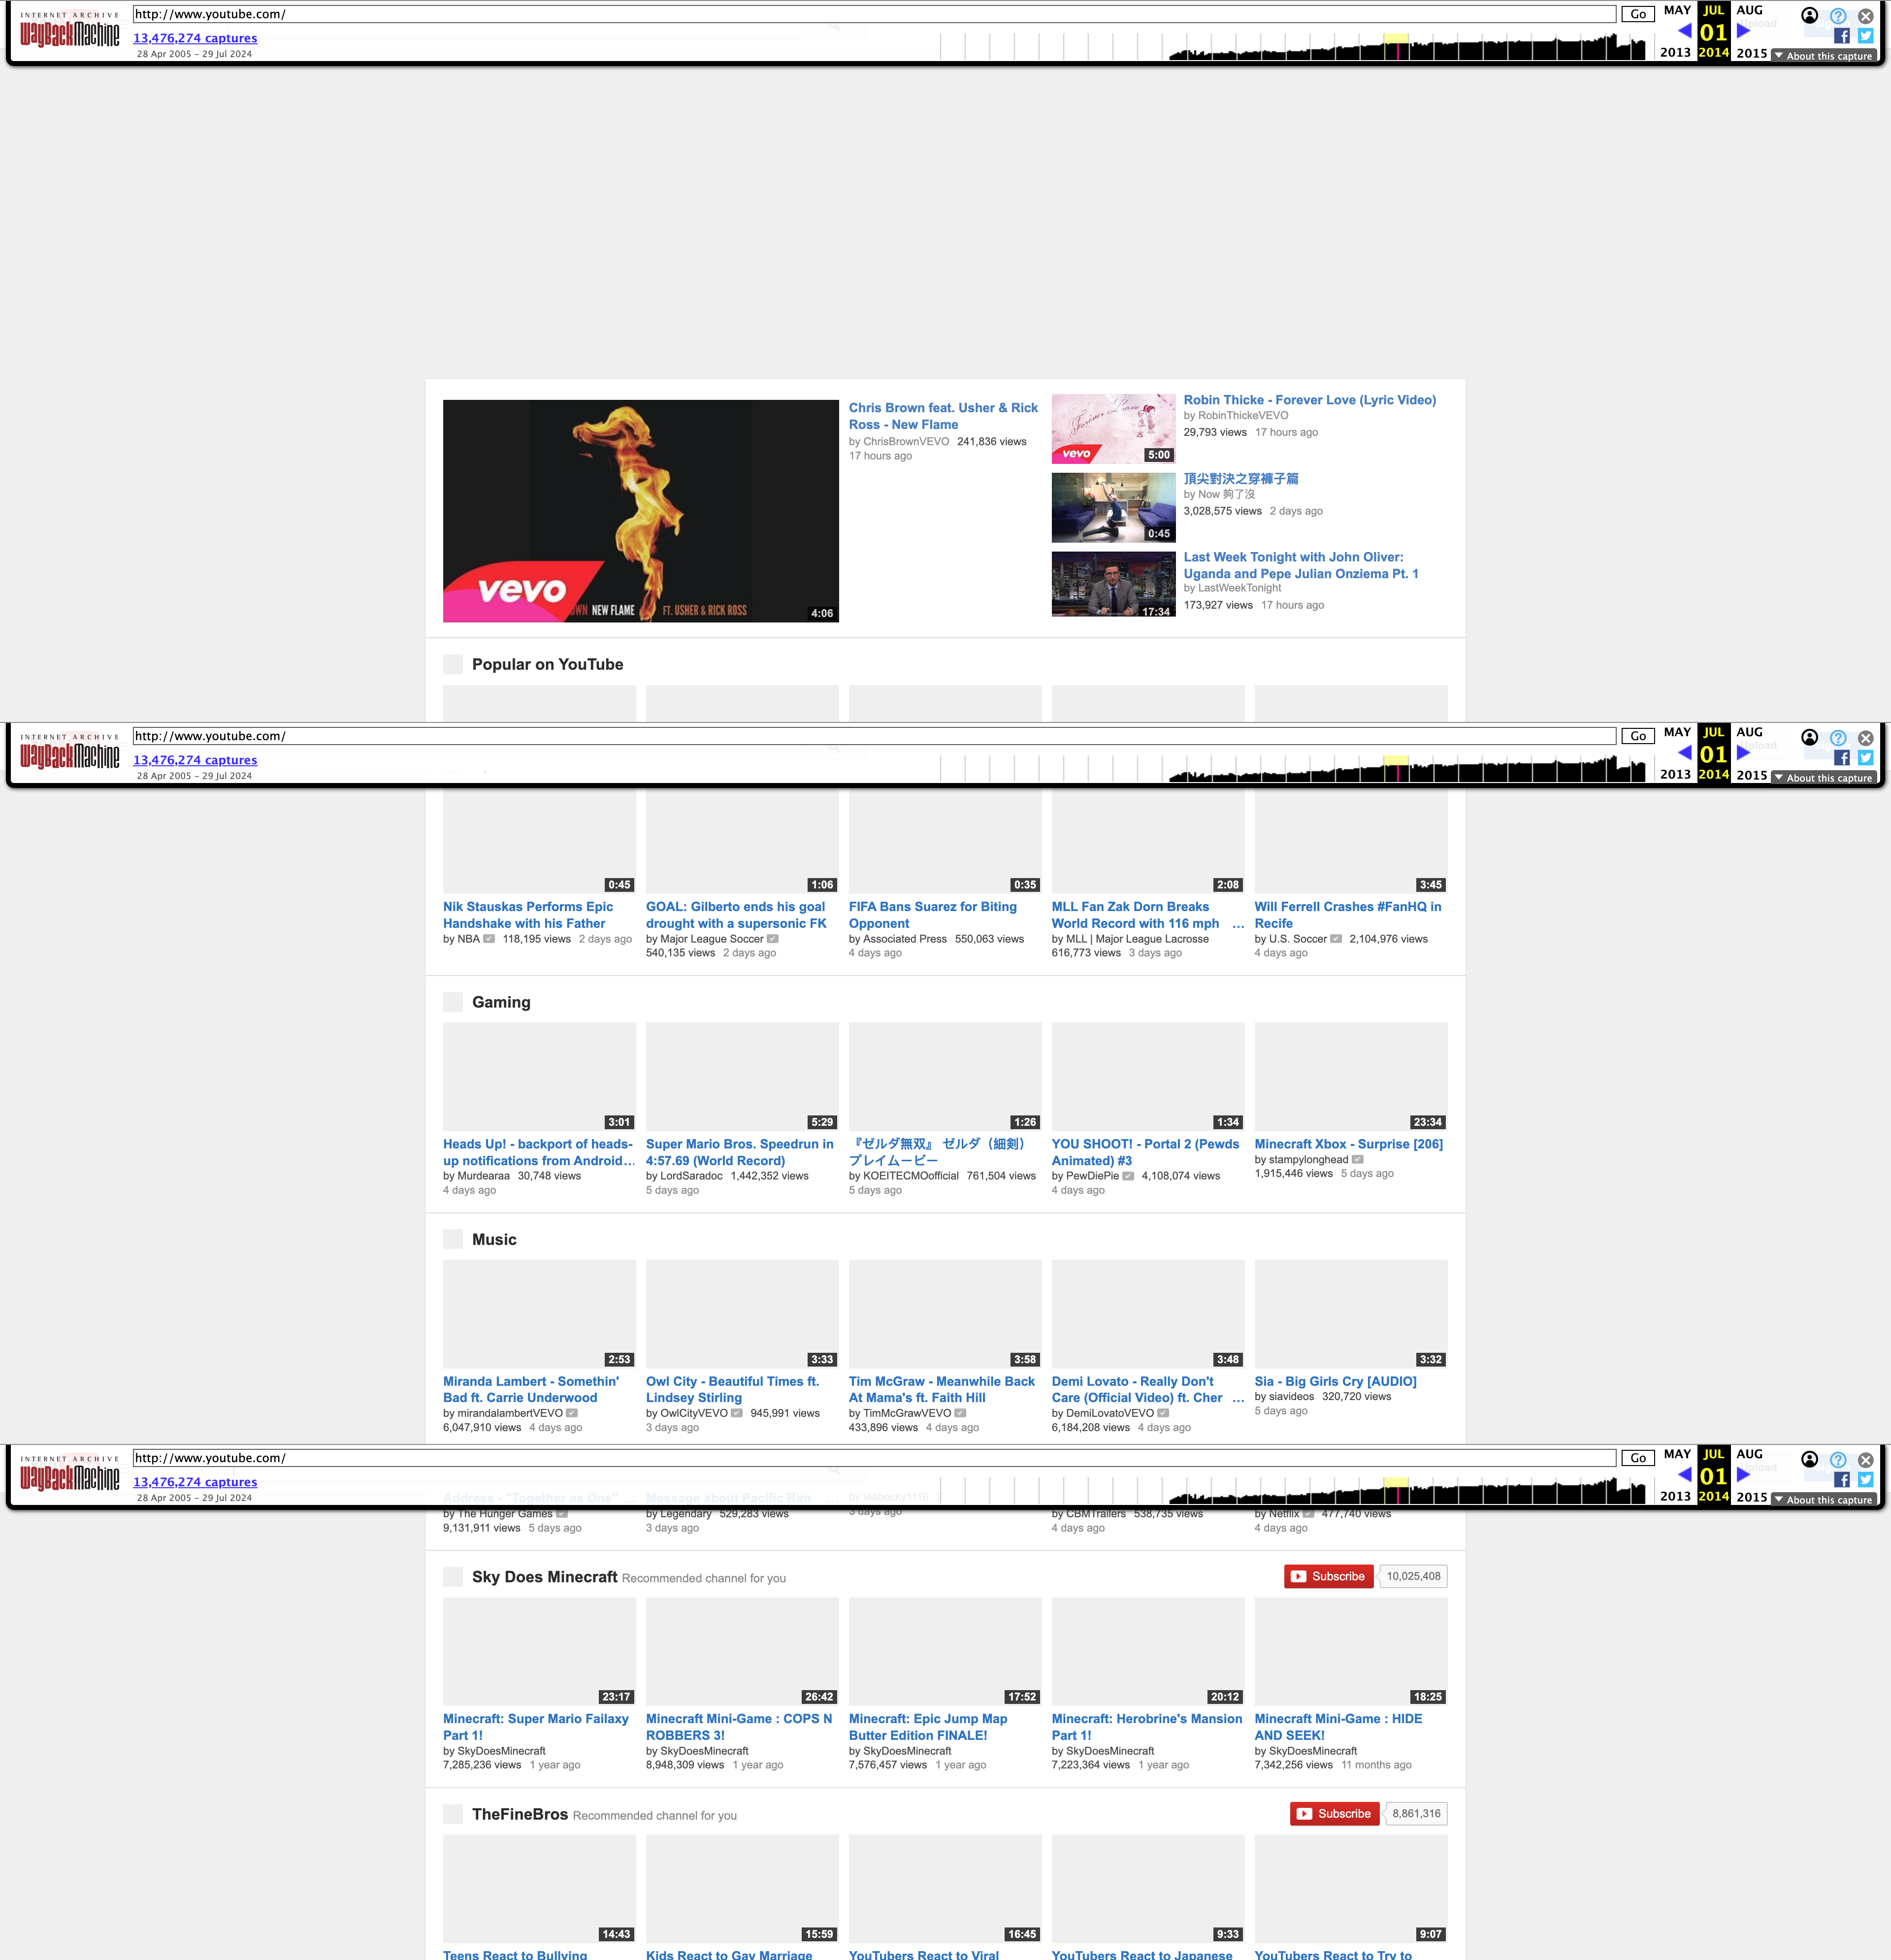 INTERNET ARCHIVE
WayBackMachine
http://www.youtube.com/
Go
13,476,274 captures
28 Apr 2005 – 29 Jul 2024
MAY JUL AUG
01
2013 2014 2015
About this capture
Chris Brown feat. Usher & Rick
Ross - New Flame
by ChrisBrownVEVO 241,836 views
17 hours ago
vevo
OWN NEW FLAME FT. USHER & RICK ROSS
4:06
Robin Thicke - Forever Love (Lyric Video)
by RobinThickeVEVO
29,793 views 17 hours ago
Forever Love
vevo
5:00
頂尖對決之穿褲子篇
by Now 夠了沒
3,028,575 views 2 days ago
0:45
Last Week Tonight with John Oliver:
Uganda and Pepe Julian Onziema Pt. 1
by LastWeekTonight
173,927 views 17 hours ago
17:34
Popular on YouTube
INTERNET ARCHIVE
WayBackMachine
http://www.youtube.com/
Go
13,476,274 captures
28 Apr 2005 – 29 Jul 2024
MAY JUL AUG
01
2013 2014 2015
About this capture
0:45
1:06
0:35
2:08
3:45
Nik Stauskas Performs Epic
Handshake with his Father
by NBA 118,195 views 2 days ago
GOAL: Gilberto ends his goal
drought with a supersonic FK
by Major League Soccer
540,135 views 2 days ago
FIFA Bans Suarez for Biting
Opponent
by Associated Press 550,063 views
4 days ago
MLL Fan Zak Dorn Breaks
World Record with 116 mph ...
by MLL | Major League Lacrosse
616,773 views 3 days ago
Will Ferrell Crashes #FanHQ in
Recife
by U.S. Soccer 2,104,976 views
4 days ago
Gaming
3:01
5:29
1:26
1:34
23:34
Heads Up! - backport of heads-
up notifications from Android...
by Murdearaa 30,748 views
4 days ago
Super Mario Bros. Speedrun in
4:57.69 (World Record)
by LordSaradoc 1,442,352 views
5 days ago
『ゼルダ無双』 ゼルダ（細剣）
プレイムービー
by KOEITECMOofficial 761,504 views
5 days ago
YOU SHOOT! - Portal 2 (Pewds
Animated) #3
by PewDiePie 4,108,074 views
4 days ago
Minecraft Xbox - Surprise [206]
by stampylonghead
1,915,446 views 5 days ago
Music
2:53
3:33
3:58
3:48
3:32
Miranda Lambert - Somethin'
Bad ft. Carrie Underwood
by mirandalambertVEVO
6,047,910 views 4 days ago
Owl City - Beautiful Times ft.
Lindsey Stirling
by OwlCityVEVO 945,991 views
3 days ago
Tim McGraw - Meanwhile Back
At Mama's ft. Faith Hill
by TimMcGrawVEVO
433,896 views 4 days ago
Demi Lovato - Really Don't
Care (Official Video) ft. Cher ...
by DemiLovatoVEVO
6,184,208 views 4 days ago
Sia - Big Girls Cry [AUDIO]
by siavideos 320,720 views
5 days ago
INTERNET ARCHIVE
WayBackMachine
http://www.youtube.com/
Go
13,476,274 captures
28 Apr 2005 – 29 Jul 2024
MAY JUL AUG
01
2013 2014 2015
About this capture
Address - "Together as One"
by The Hunger Games
9,131,911 views 5 days ago
Message about Pacific Rim
by Legendary 529,283 views
3 days ago
3 days ago
by CBMTrailers 538,735 views
4 days ago
by Netflix 477,740 views
4 days ago
Sky Does Minecraft Recommended channel for you
Subscribe 10,025,408
23:17
26:42
17:52
20:12
18:25
Minecraft: Super Mario Failaxy
Part 1!
by SkyDoesMinecraft
7,285,236 views 1 year ago
Minecraft Mini-Game : COPS N
ROBBERS 3!
by SkyDoesMinecraft
8,948,309 views 1 year ago
Minecraft: Epic Jump Map
Butter Edition FINALE!
by SkyDoesMinecraft
7,576,457 views 1 year ago
Minecraft: Herobrine's Mansion
Part 1!
by SkyDoesMinecraft
7,223,364 views 1 year ago
Minecraft Mini-Game : HIDE
AND SEEK!
by SkyDoesMinecraft
7,342,256 views 11 months ago
TheFineBros Recommended channel for you
Subscribe 8,861,316
14:43
15:59
16:45
9:33
9:07
Teens React to Bullying
Kids React to Gay Marriage
YouTubers React to Viral
YouTubers React to Japanese
YouTubers React to Try to